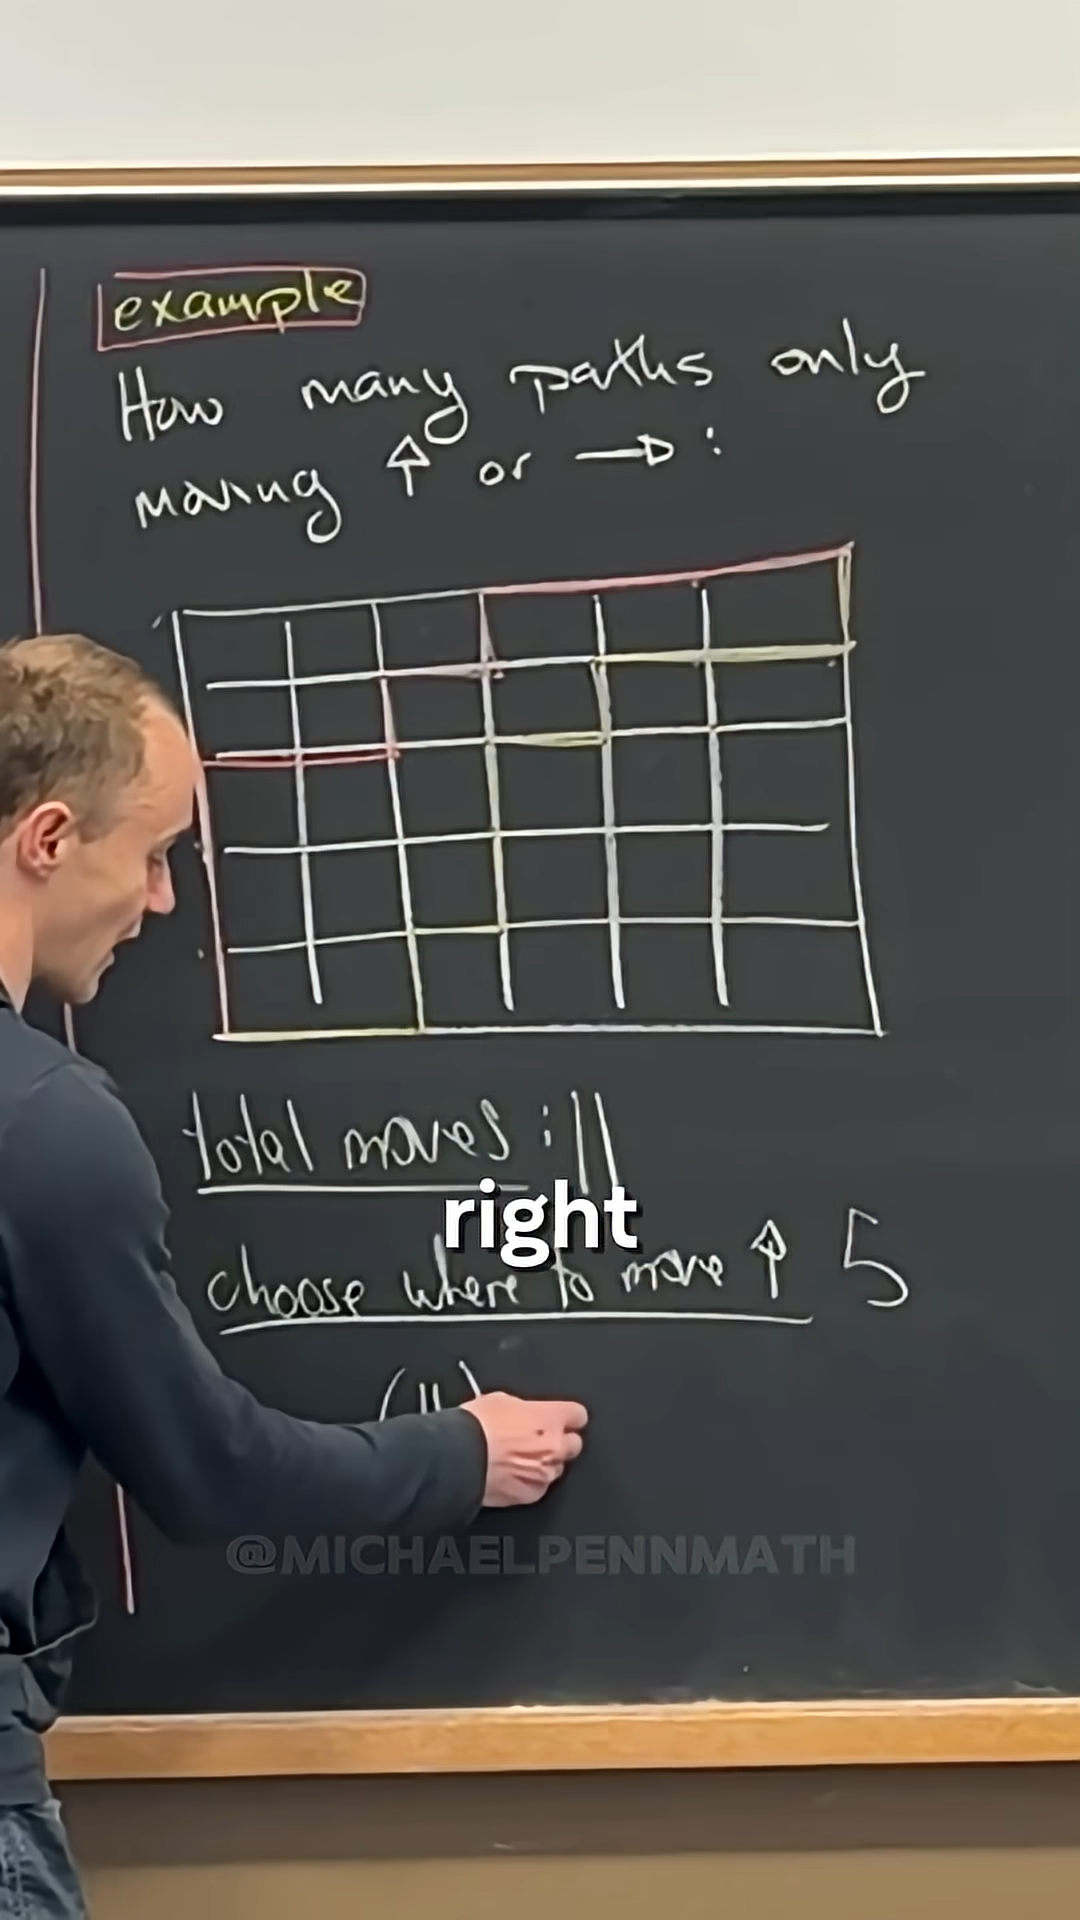 example
How many paths only
moving ↑ or → :
total moves : 11
right
choose where to move ↑ 5
(11)
@MICHAELPENNMATH